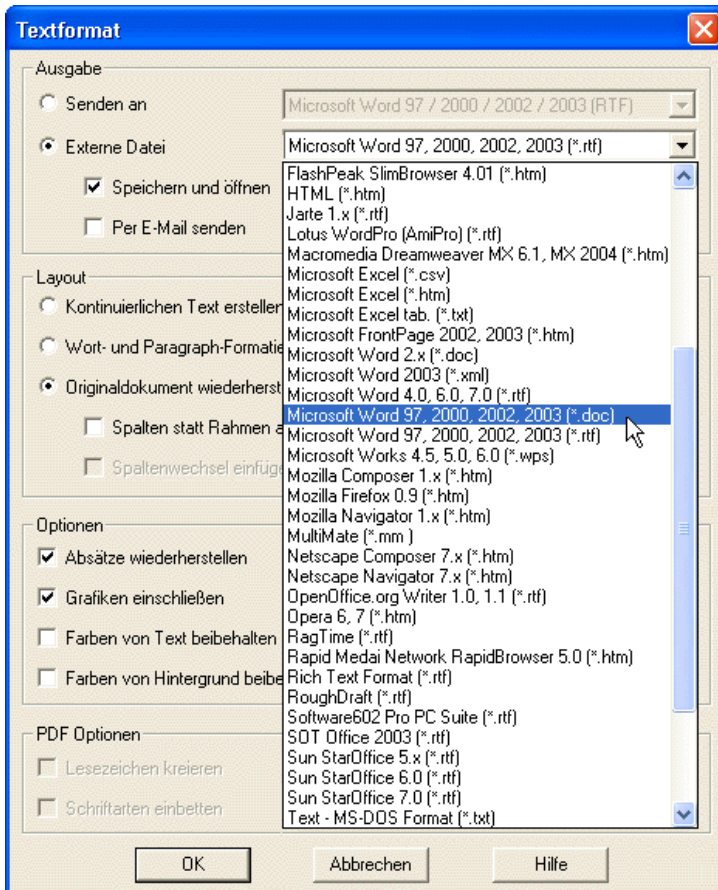 Textformat
Ausgabe
Senden an
Microsoft Word 97 / 2000 / 2002 / 2003 (RTF)
Externe Datei
Microsoft Word 97, 2000, 2002, 2003 (*.rtf)
Speichern und öffnen
Per E-Mail senden
FlashPeak SlimBrowser 4.01 (*.htm)
HTML (*.htm)
Jarte 1.x (*.rtf)
Lotus WordPro (AmiPro) (*.rtf)
Macromedia Dreamweaver MX 6.1, MX 2004 (*.htm)
Microsoft Excel (*.csv)
Microsoft Excel (*.htm)
Microsoft Excel tab. (*.txt)
Microsoft FrontPage 2002, 2003 (*.htm)
Microsoft Word 2.x (*.doc)
Microsoft Word 2003 (*.xml)
Microsoft Word 4.0, 6.0, 7.0 (*.rtf)
Microsoft Word 97, 2000, 2002, 2003 (*.doc)
Microsoft Word 97, 2000, 2002, 2003 (*.rtf)
Microsoft Works 4.5, 5.0, 6.0 (*.wps)
Mozilla Composer 1.x (*.htm)
Mozilla Firefox 0.9 (*.htm)
Mozilla Navigator 1.x (*.htm)
MultiMate (*.mm )
Netscape Composer 7.x (*.htm)
Netscape Navigator 7.x (*.htm)
OpenOffice.org Writer 1.0, 1.1 (*.rtf)
Opera 6, 7 (*.htm)
RagTime (*.rtf)
Rapid Medai Network RapidBrowser 5.0 (*.htm)
Rich Text Format (*.rtf)
RoughDraft (*.rtf)
Software602 Pro PC Suite (*.rtf)
SOT Office 2003 (*.rtf)
Sun StarOffice 5.x (*.rtf)
Sun StarOffice 6.0 (*.rtf)
Sun StarOffice 7.0 (*.rtf)
Text - MS-DOS Format (*.txt)
Layout
Kontinuierlichen Text erstellen
Wort- und Paragraph-Formatie
Originaldokument wiederherst
Spalten statt Rahmen a
Spaltenwechsel einfüge
Optionen
Absätze wiederherstellen
Grafiken einschließen
Farben von Text beibehalten
Farben von Hintergrund beibe
PDF Optionen
Lesezeichen kreieren
Schriftarten einbetten
OK
Abbrechen
Hilfe